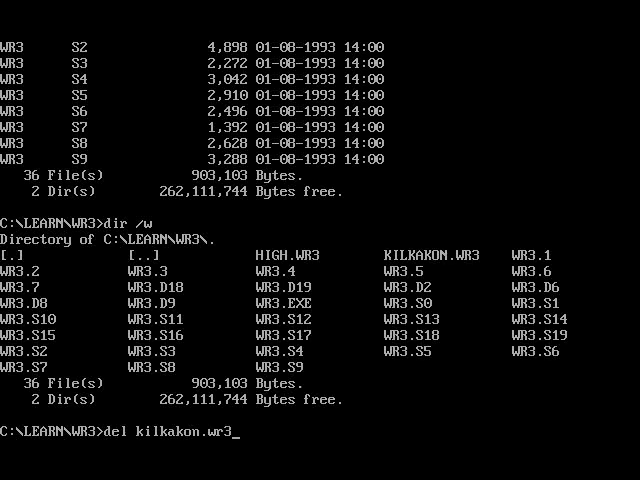 WR3      S2               4,898 01-08-1993 14:00
WR3      S3               2,272 01-08-1993 14:00
WR3      S4               3,042 01-08-1993 14:00
WR3      S5               2,910 01-08-1993 14:00
WR3      S6               2,496 01-08-1993 14:00
WR3      S7               1,392 01-08-1993 14:00
WR3      S8               2,628 01-08-1993 14:00
WR3      S9               3,288 01-08-1993 14:00
   36 File(s)           903,103 Bytes.
    2 Dir(s)        262,111,744 Bytes free.
C:\LEARN\WR3>dir /w
Directory of C:\LEARN\WR3\.
[.]             [..]            HIGH.WR3        KILKAKON.WR3    WR3.1
WR3.2           WR3.3           WR3.4           WR3.5           WR3.6
WR3.7           WR3.D18         WR3.D19         WR3.D2          WR3.D6
WR3.D8          WR3.D9          WR3.EXE         WR3.S0          WR3.S1
WR3.S10         WR3.S11         WR3.S12         WR3.S13         WR3.S14
WR3.S15         WR3.S16         WR3.S17         WR3.S18         WR3.S19
WR3.S2          WR3.S3          WR3.S4          WR3.S5          WR3.S6
WR3.S7          WR3.S8          WR3.S9
   36 File(s)           903,103 Bytes.
    2 Dir(s)        262,111,744 Bytes free.
C:\LEARN\WR3>del kilkakon.wr3_